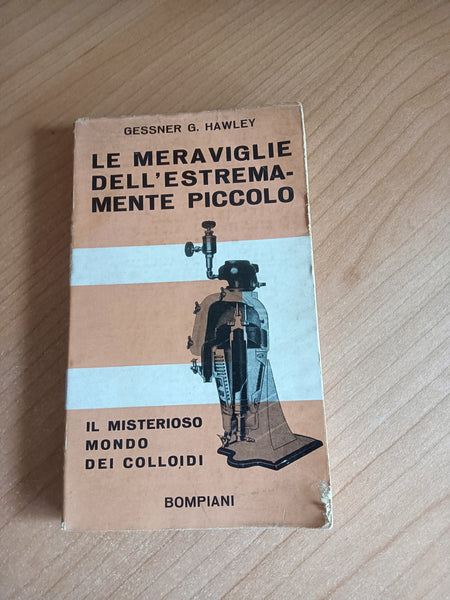 GESSNER G. HAWLEY
LE MERAVIGLIE
DELL'ESTREMA-
MENTE PICCOLO
IL MISTERIOSO
MONDO
DEI COLLOIDI
BOMPIANI